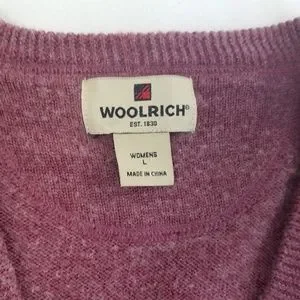 WOOLRICH®
EST. 1830
WOMENS
L
MADE IN CHINA